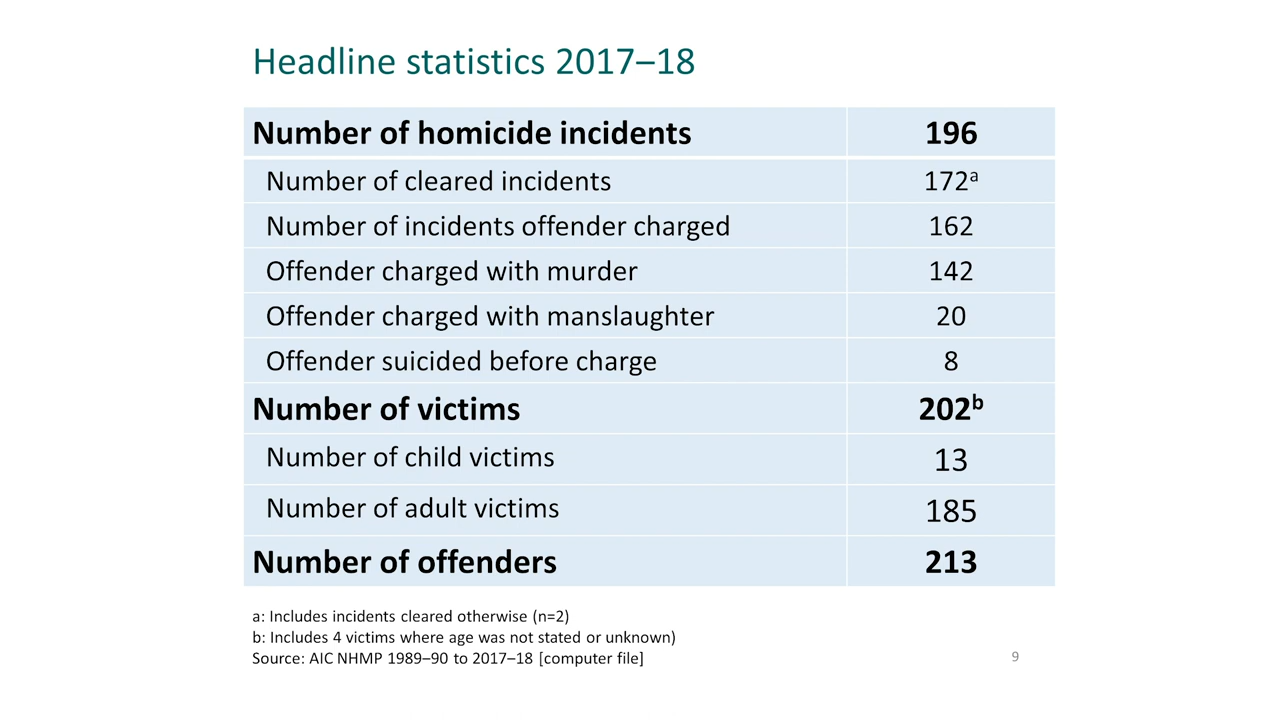 Headline statistics 2017–18
Number of homicide incidents 196
Number of cleared incidents 172ᵃ
Number of incidents offender charged 162
Offender charged with murder 142
Offender charged with manslaughter 20
Offender suicided before charge 8
Number of victims 202ᵇ
Number of child victims 13
Number of adult victims 185
Number of offenders 213
a: Includes incidents cleared otherwise (n=2)
b: Includes 4 victims where age was not stated or unknown)
Source: AIC NHMP 1989–90 to 2017–18 [computer file]
9